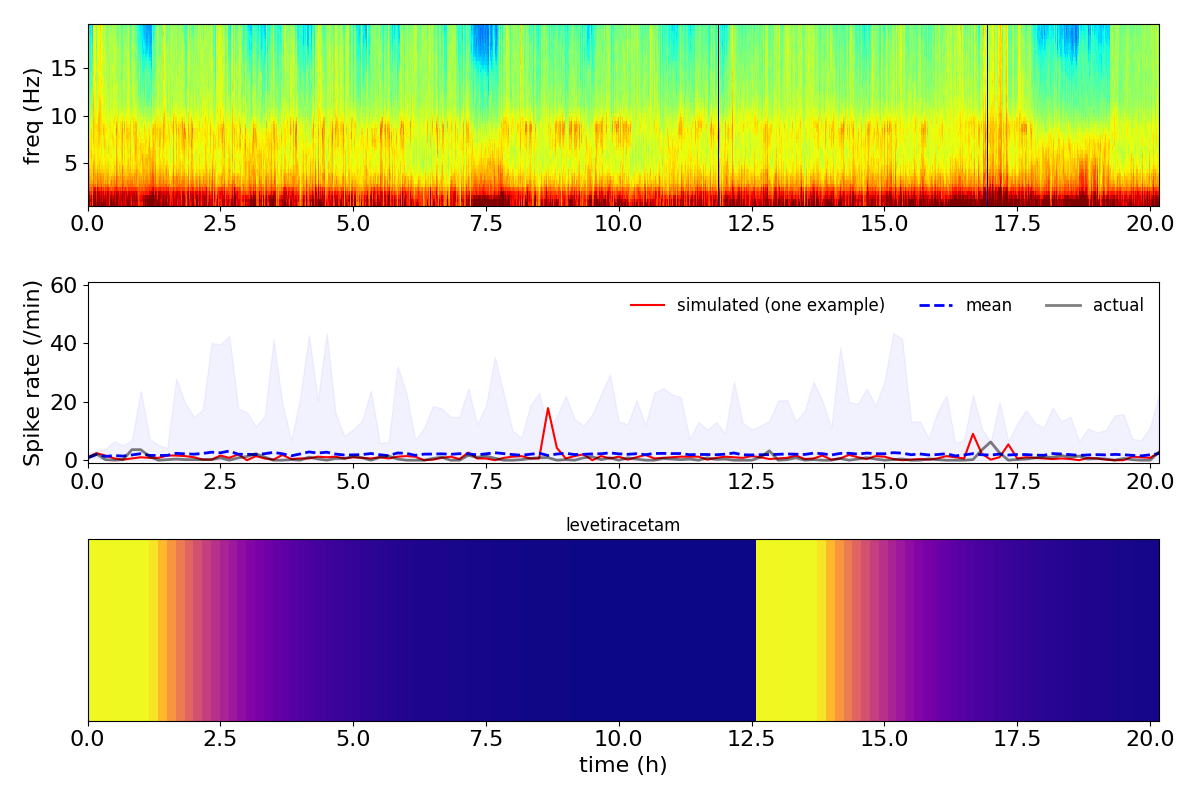 freq (Hz)
15
10
5
0.0 2.5 5.0 7.5 10.0 12.5 15.0 17.5 20.0
Spike rate (/min)
60
40
20
0
simulated (one example) mean actual
0.0 2.5 5.0 7.5 10.0 12.5 15.0 17.5 20.0
levetiracetam
0.0 2.5 5.0 7.5 10.0 12.5 15.0 17.5 20.0
time (h)